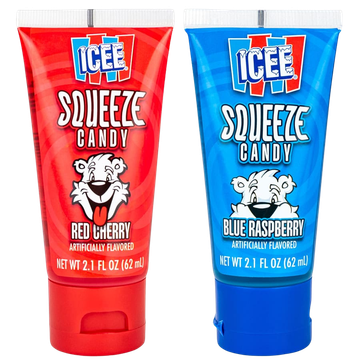 ICEE
SQUEEZE
CANDY
RED CHERRY
ARTIFICIALLY FLAVORED
NET WT 2.1 FL OZ (62 mL)
ICEE
SQUEEZE
CANDY
BLUE RASPBERRY
ARTIFICIALLY FLAVORED
NET WT 2.1 FL OZ (62 mL)